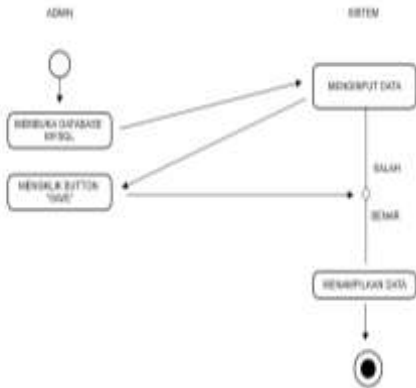 ADMIN
SISTEM
MENGINPUT DATA
MEMBUKA DATABASE
MYSQL
MENGKLIK BUTTON
"SAVE"
SALAH
BENAR
MENAMPILKAN DATA